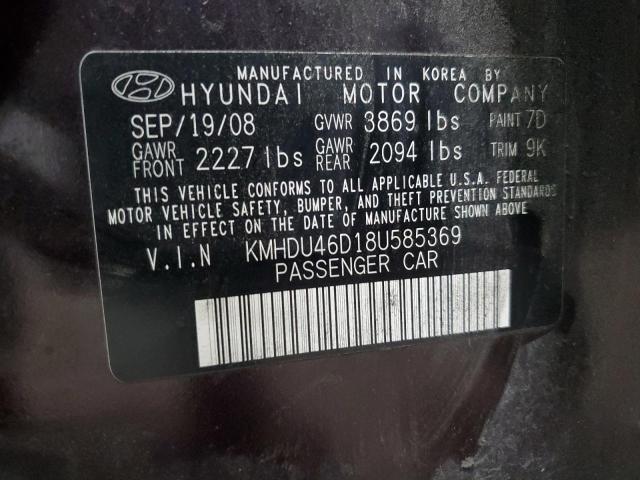 MANUFACTURED IN KOREA BY
HYUNDAI MOTOR COMPANY
SEP/19/08 GVWR 3869 lbs PAINT 7D
GAWR FRONT 2227 lbs GAWR REAR 2094 lbs TRIM 9K
THIS VEHICLE CONFORMS TO ALL APPLICABLE U.S.A. FEDERAL
MOTOR VEHICLE SAFETY, BUMPER, AND THEFT PREVENTION STANDARDS
IN EFFECT ON THE DATE OF MANUFACTURE SHOWN ABOVE
V.I.N KMHDU46D18U585369
PASSENGER CAR